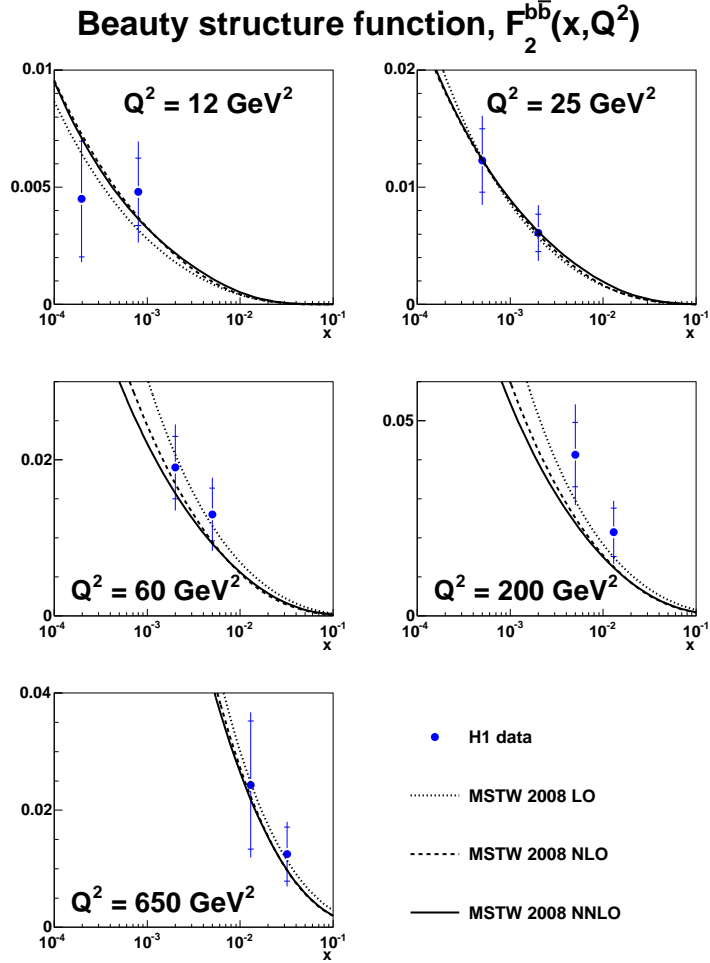 Beauty structure function, F₂^{bb̄}(x,Q²)
Q² = 12 GeV²
0.01
0.005
0
10⁻⁴ 10⁻³ 10⁻² 10⁻¹
x
Q² = 25 GeV²
0.02
0.01
0
10⁻⁴ 10⁻³ 10⁻² 10⁻¹
x
0.02
Q² = 60 GeV²
0
10⁻⁴ 10⁻³ 10⁻² 10⁻¹
x
0.05
Q² = 200 GeV²
0
10⁻⁴ 10⁻³ 10⁻² 10⁻¹
x
0.04
0.02
Q² = 650 GeV²
0
10⁻⁴ 10⁻³ 10⁻² 10⁻¹
x
H1 data
MSTW 2008 LO
MSTW 2008 NLO
MSTW 2008 NNLO